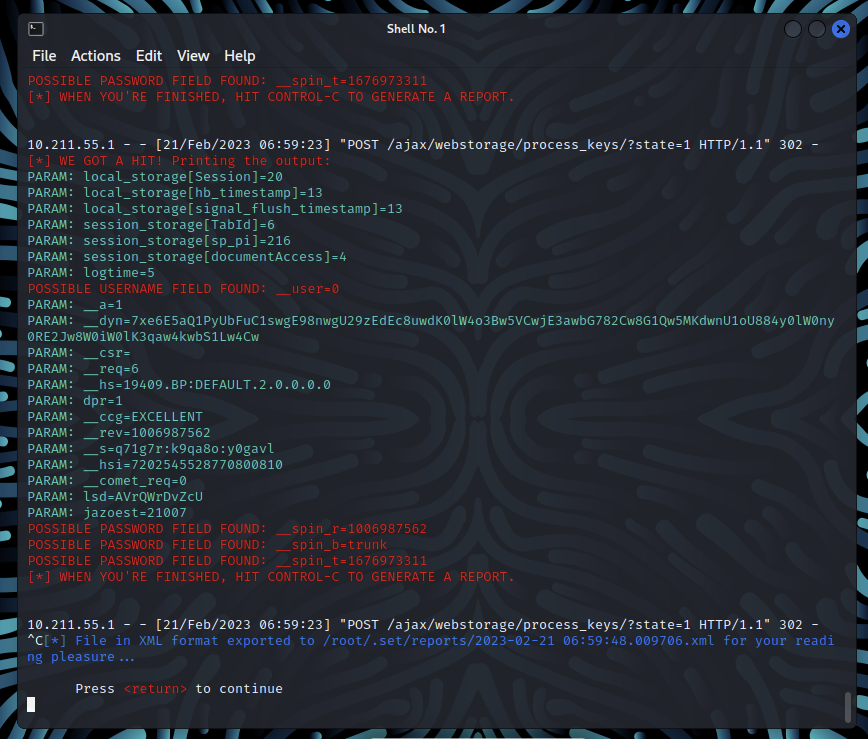 Shell No. 1
File Actions Edit View Help
POSSIBLE PASSWORD FIELD FOUND: __spin_t=1676973311
[*] WHEN YOU'RE FINISHED, HIT CONTROL-C TO GENERATE A REPORT.
10.211.55.1 - - [21/Feb/2023 06:59:23] "POST /ajax/webstorage/process_keys/?state=1 HTTP/1.1" 302 -
[*] WE GOT A HIT! Printing the output:
PARAM: local_storage[Session]=20
PARAM: local_storage[hb_timestamp]=13
PARAM: local_storage[signal_flush_timestamp]=13
PARAM: session_storage[TabId]=6
PARAM: session_storage[sp_pi]=216
PARAM: session_storage[documentAccess]=4
PARAM: logtime=5
POSSIBLE USERNAME FIELD FOUND: __user=0
PARAM: __a=1
PARAM: __dyn=7xe6E5aQ1PyUbFuC1swgE98nwgU29zEdEc8uwdK0lW4o3Bw5VCwjE3awbG782Cw8G1Qw5MKdwnU1oU884y0lW0ny
0RE2Jw8W0iW0lK3qaw4kwbS1Lw4Cw
PARAM: __csr=
PARAM: __req=6
PARAM: __hs=19409.BP:DEFAULT.2.0.0.0.0
PARAM: dpr=1
PARAM: __ccg=EXCELLENT
PARAM: __rev=1006987562
PARAM: __s=q71g7r:k9qa8o:y0gavl
PARAM: __hsi=7202545528770800810
PARAM: __comet_req=0
PARAM: lsd=AVrQWrDvZcU
PARAM: jazoest=21007
POSSIBLE PASSWORD FIELD FOUND: __spin_r=1006987562
POSSIBLE PASSWORD FIELD FOUND: __spin_b=trunk
POSSIBLE PASSWORD FIELD FOUND: __spin_t=1676973311
[*] WHEN YOU'RE FINISHED, HIT CONTROL-C TO GENERATE A REPORT.
10.211.55.1 - - [21/Feb/2023 06:59:23] "POST /ajax/webstorage/process_keys/?state=1 HTTP/1.1" 302 -
^C[*] File in XML format exported to /root/.set/reports/2023-02-21 06:59:48.009706.xml for your readi
ng pleasure...
Press <return> to continue